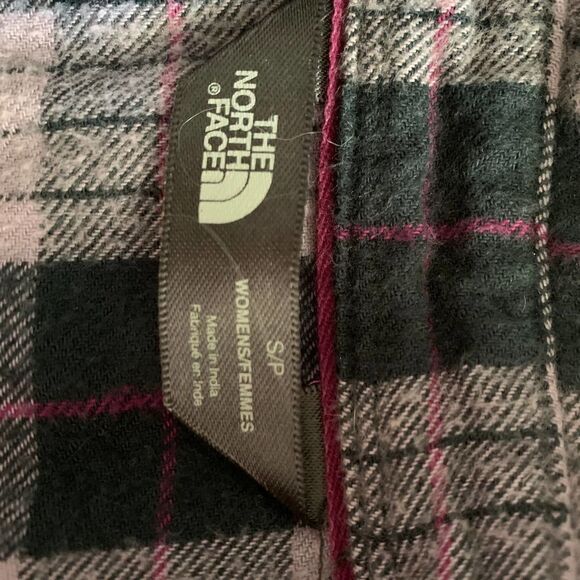 THE
NORTH
FACE
®
S/P
WOMENS/FEMMES
Made in India
Fabriqué en Inde